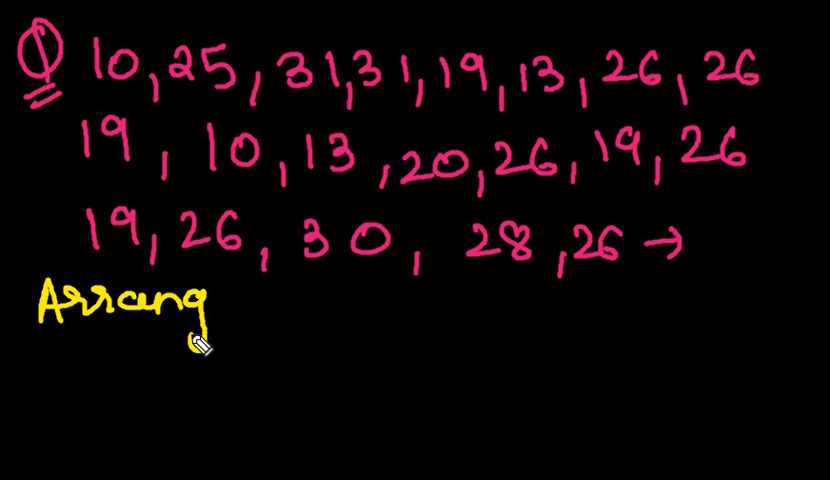 Q 10, 25, 31, 31, 19, 13, 26, 26
19, 10, 13, 20, 26, 19, 26
19, 26, 30, 28, 26 →
Arrang